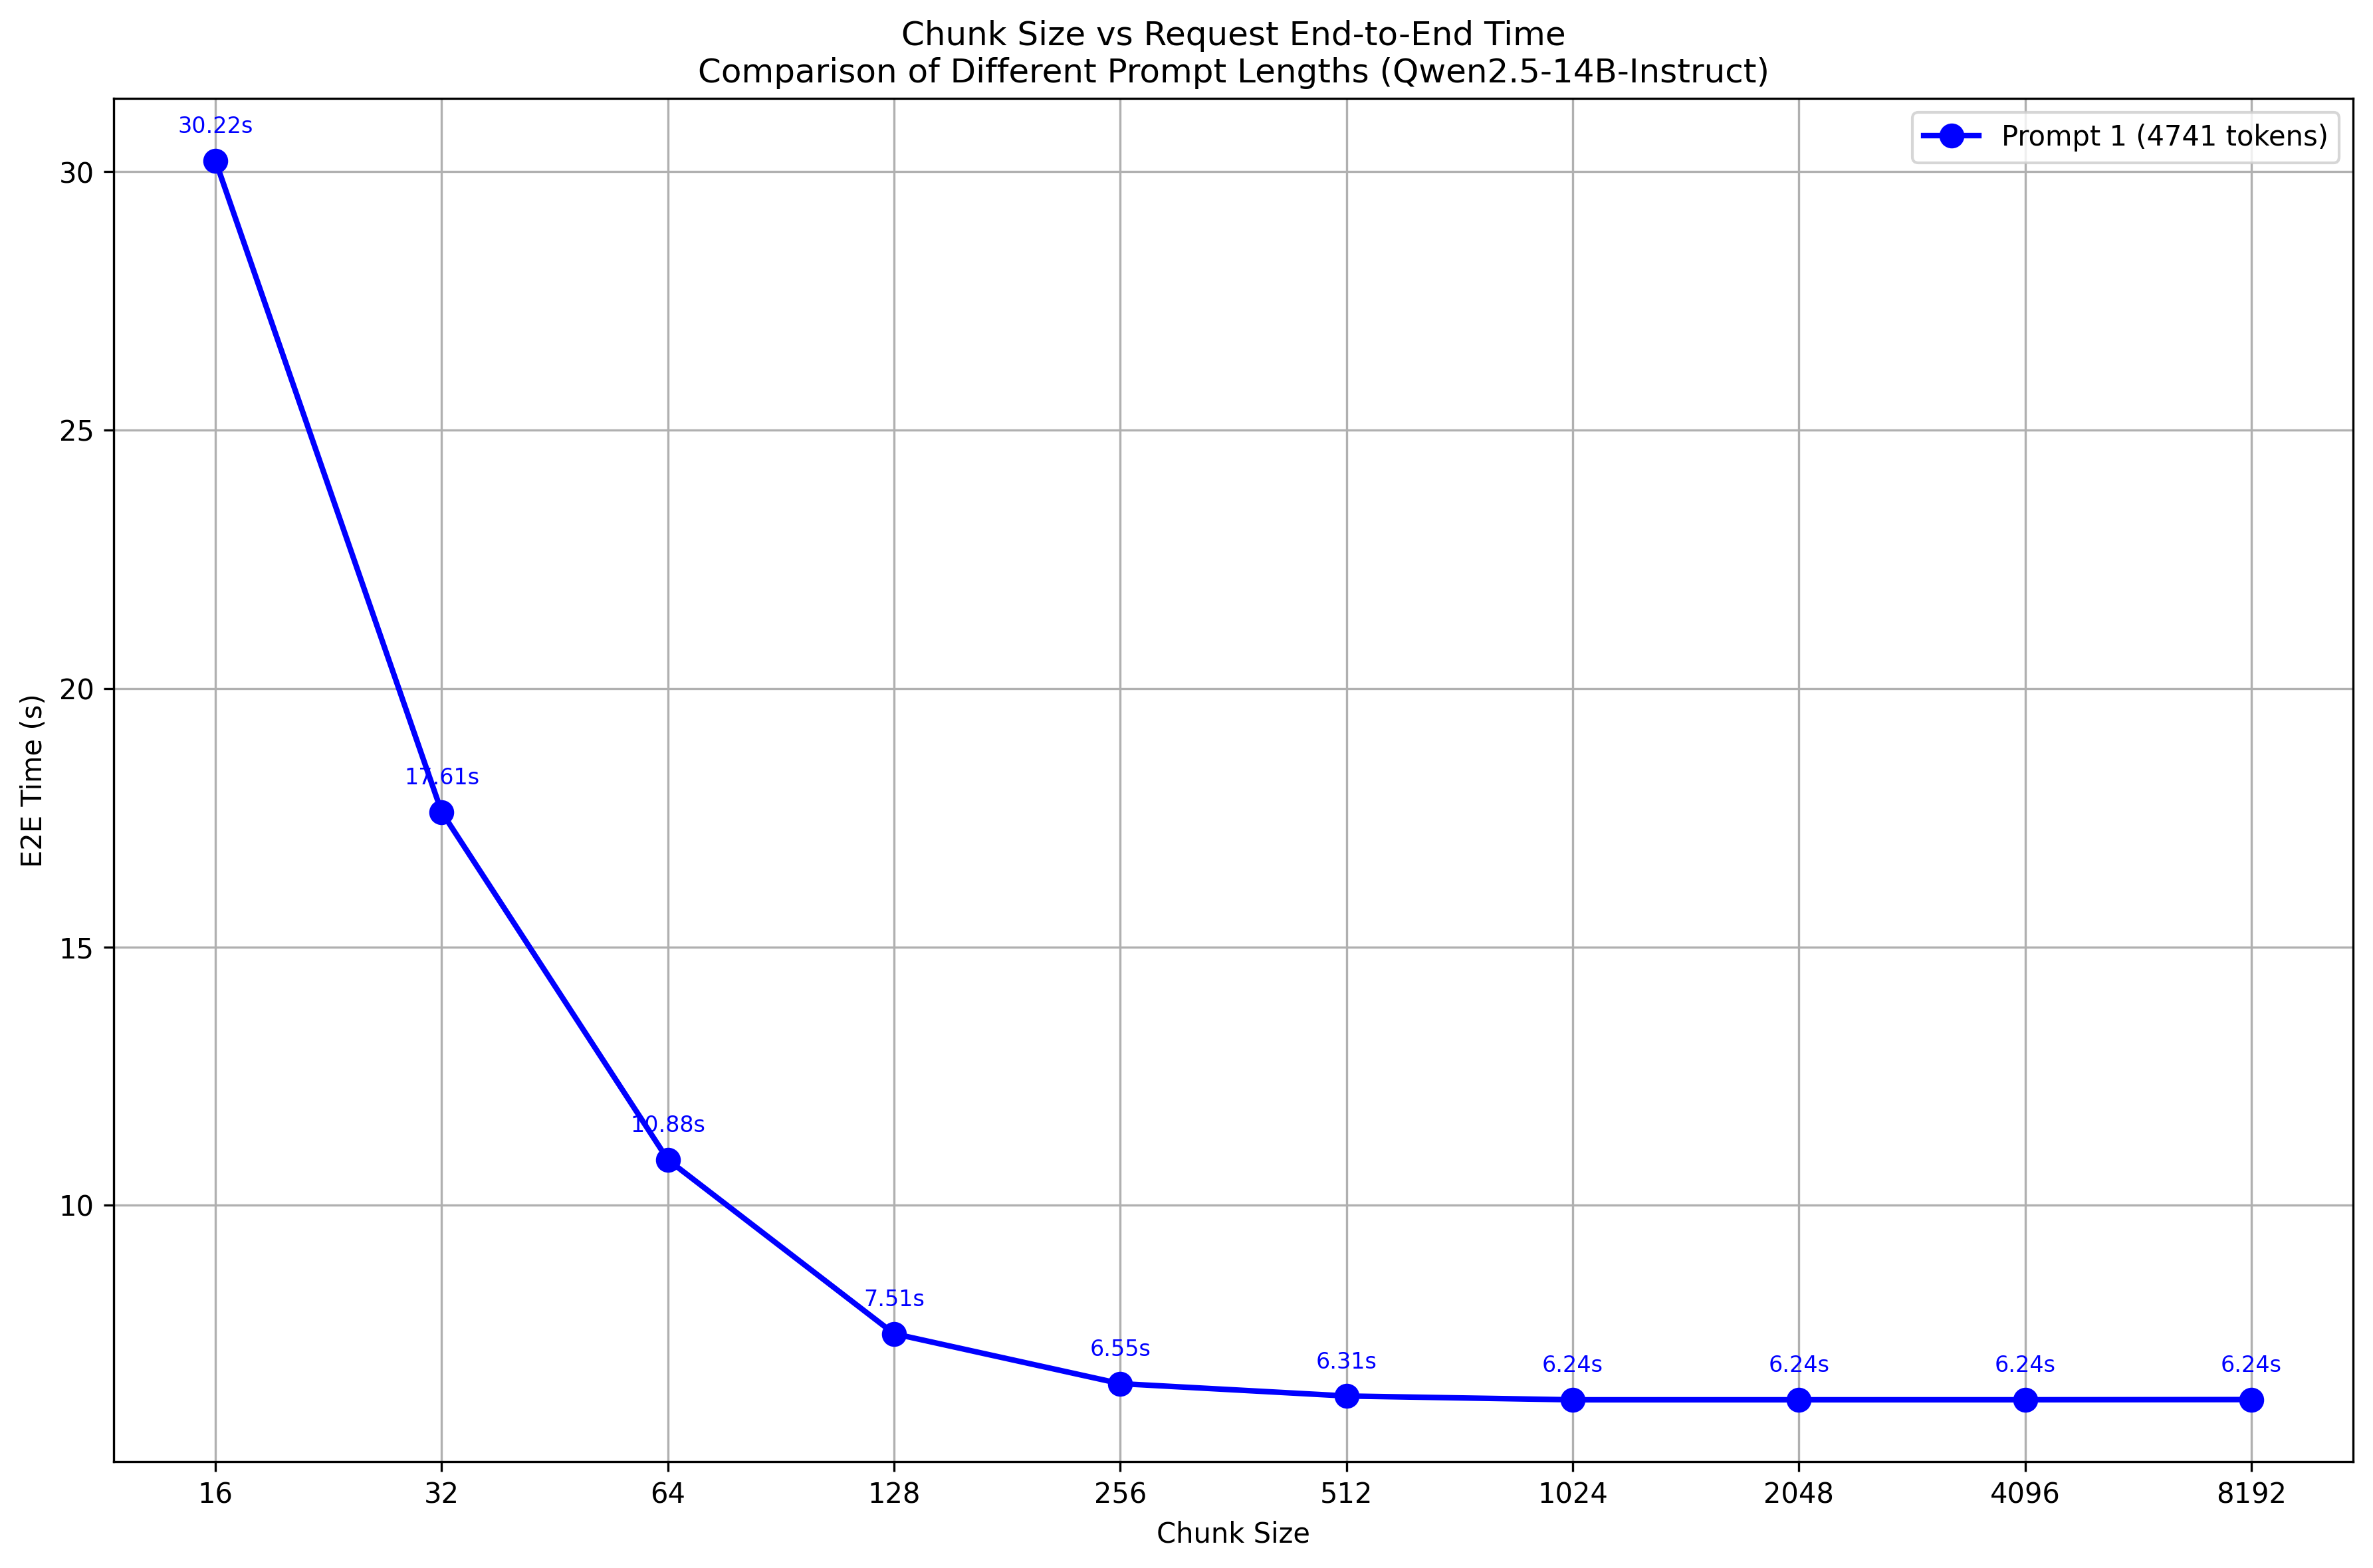 Chunk Size vs Request End-to-End Time
Comparison of Different Prompt Lengths (Qwen2.5-14B-Instruct)
Prompt 1 (4741 tokens)
30.22s
17.61s
10.88s
7.51s
6.55s
6.31s
6.24s
6.24s
6.24s
6.24s
30
25
20
15
10
E2E Time (s)
16
32
64
128
256
512
1024
2048
4096
8192
Chunk Size